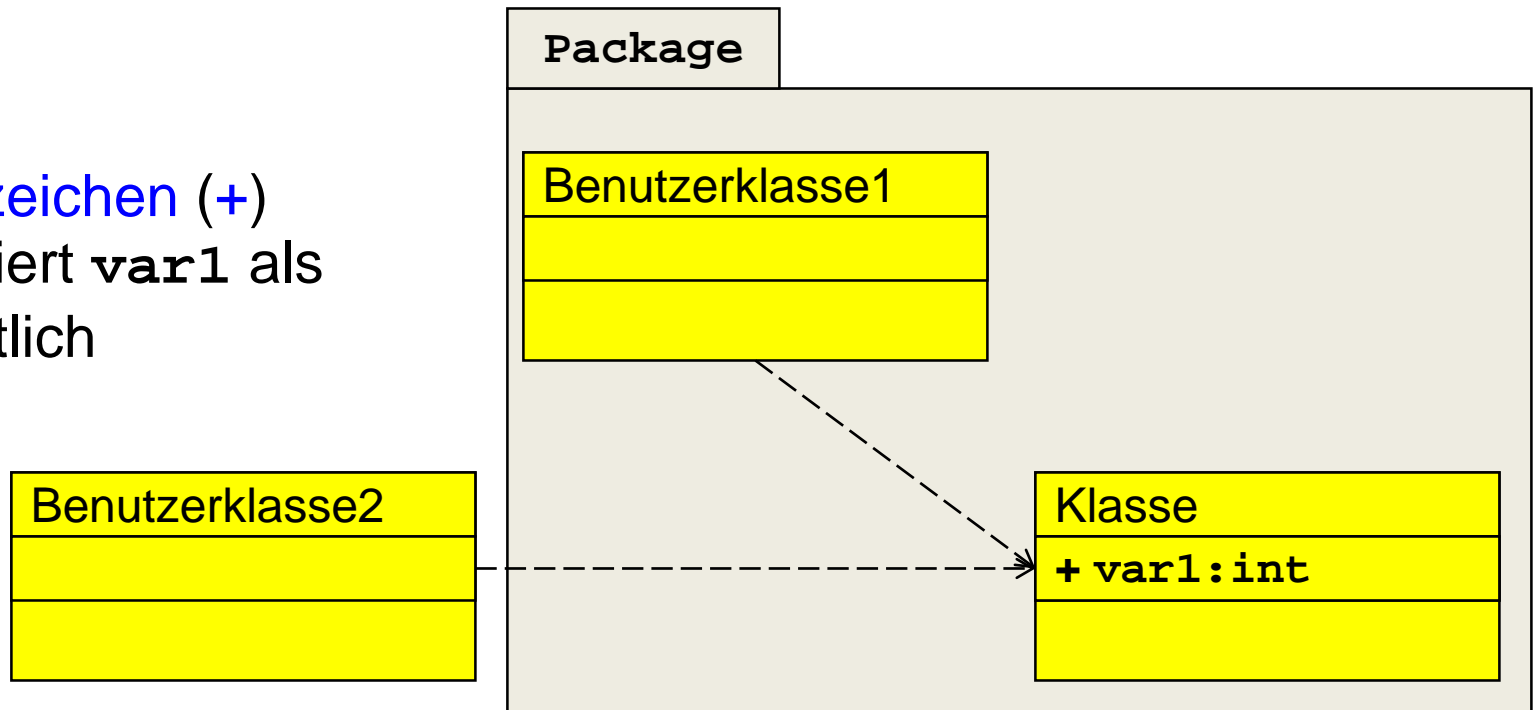 Package
zeichen (+)
iert var1 als
tlich
Benutzerklasse1
Benutzerklasse2
Klasse
+ var1:int